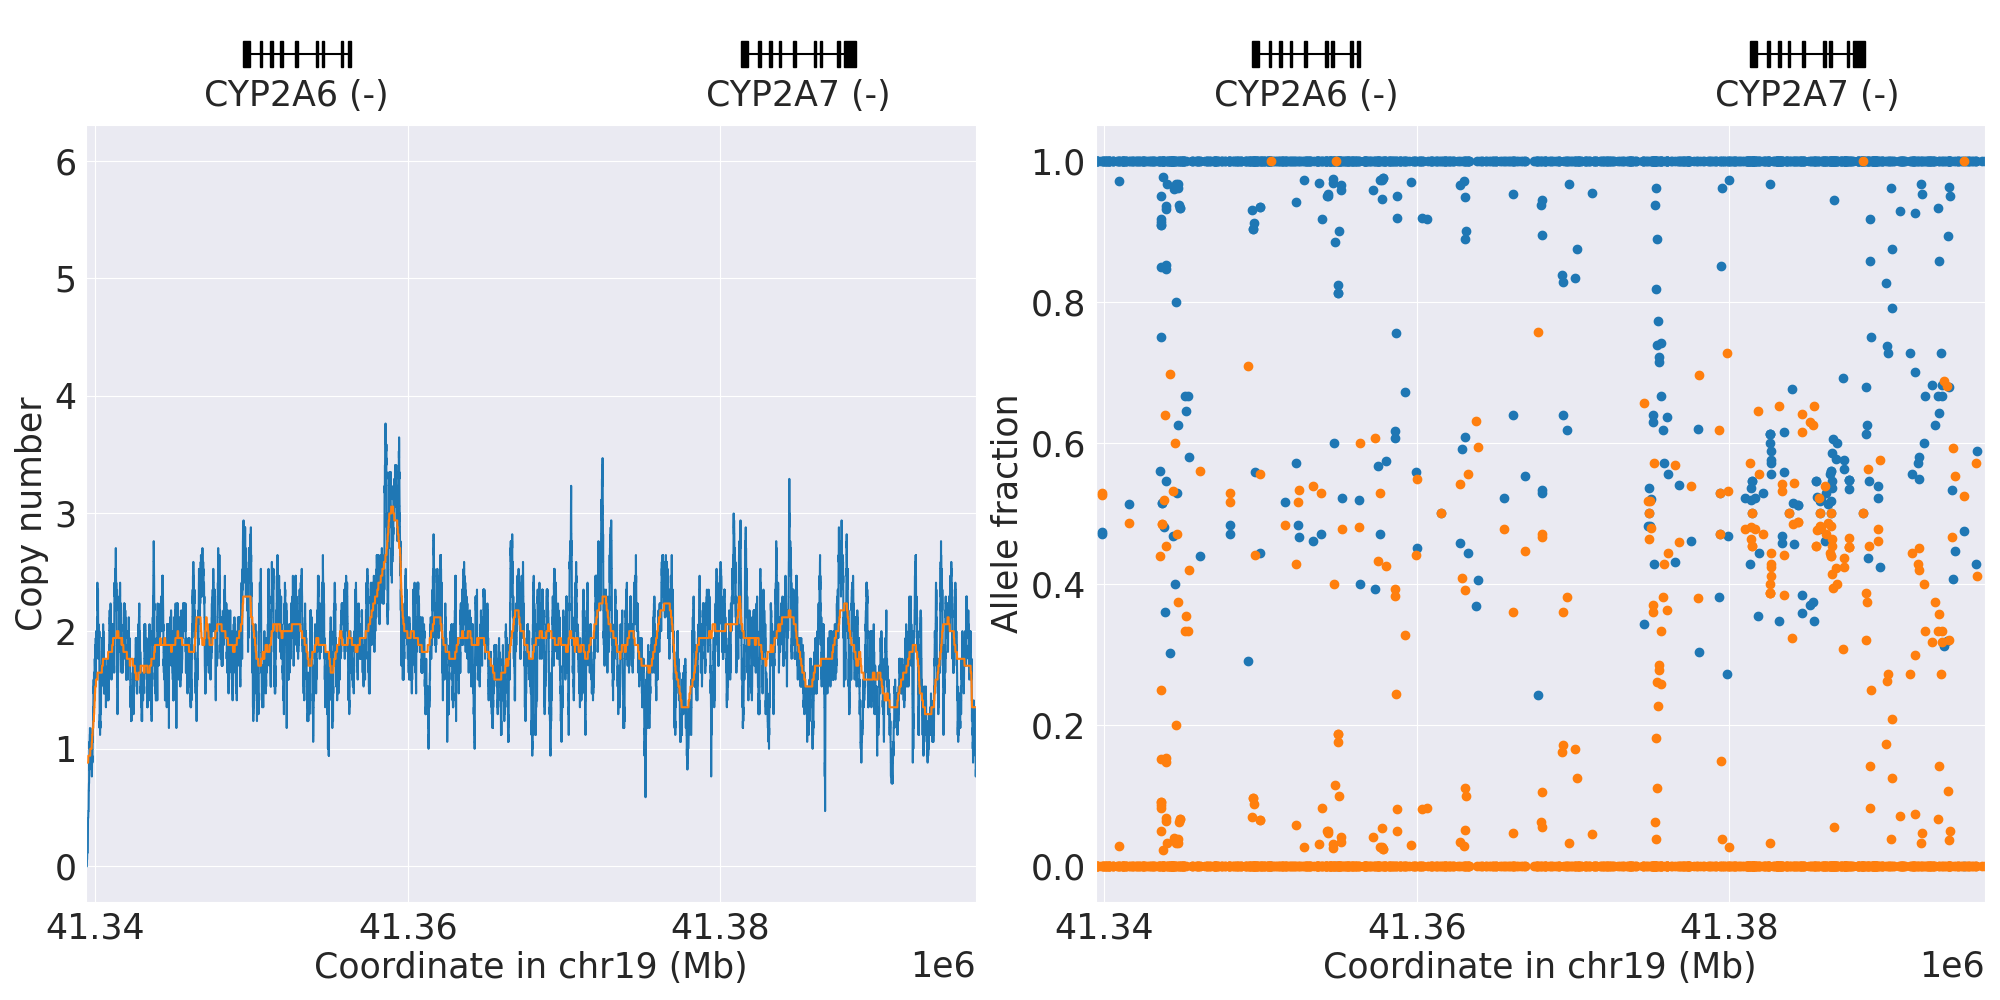 CYP2A6 (-)
CYP2A7 (-)
6
5
4
3
2
1
0
Copy number
41.34
41.36
41.38
Coordinate in chr19 (Mb)
1e6
CYP2A6 (-)
CYP2A7 (-)
1.0
0.8
0.6
0.4
0.2
0.0
Allele fraction
41.34
41.36
41.38
Coordinate in chr19 (Mb)
1e6